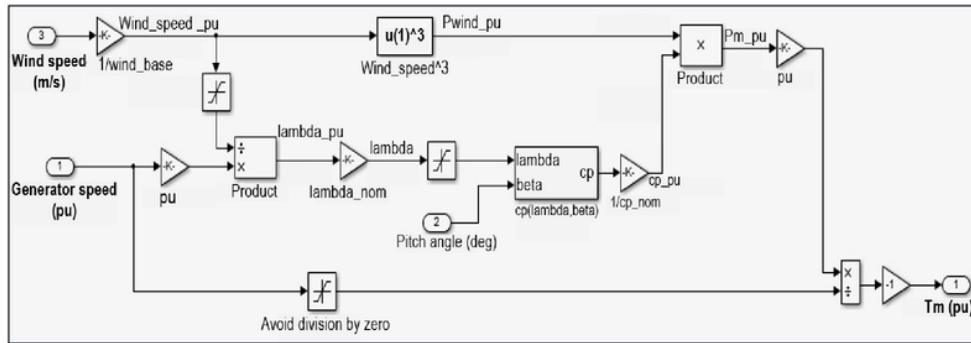 3
Wind speed
(m/s)
-K-
1/wind_base
Wind_speed _pu
u(1)^3
Wind_speed^3
Pwind_pu
x
Product
Pm_pu
-K-
pu
1
Generator speed
(pu)
-K-
pu
÷
x
Product
lambda_pu
-K-
lambda_nom
lambda
lambda
beta
cp
cp(lambda,beta)
2
Pitch angle (deg)
-K-
cp_pu
1/cp_nom
Avoid division by zero
x
÷
-1
1
Tm (pu)